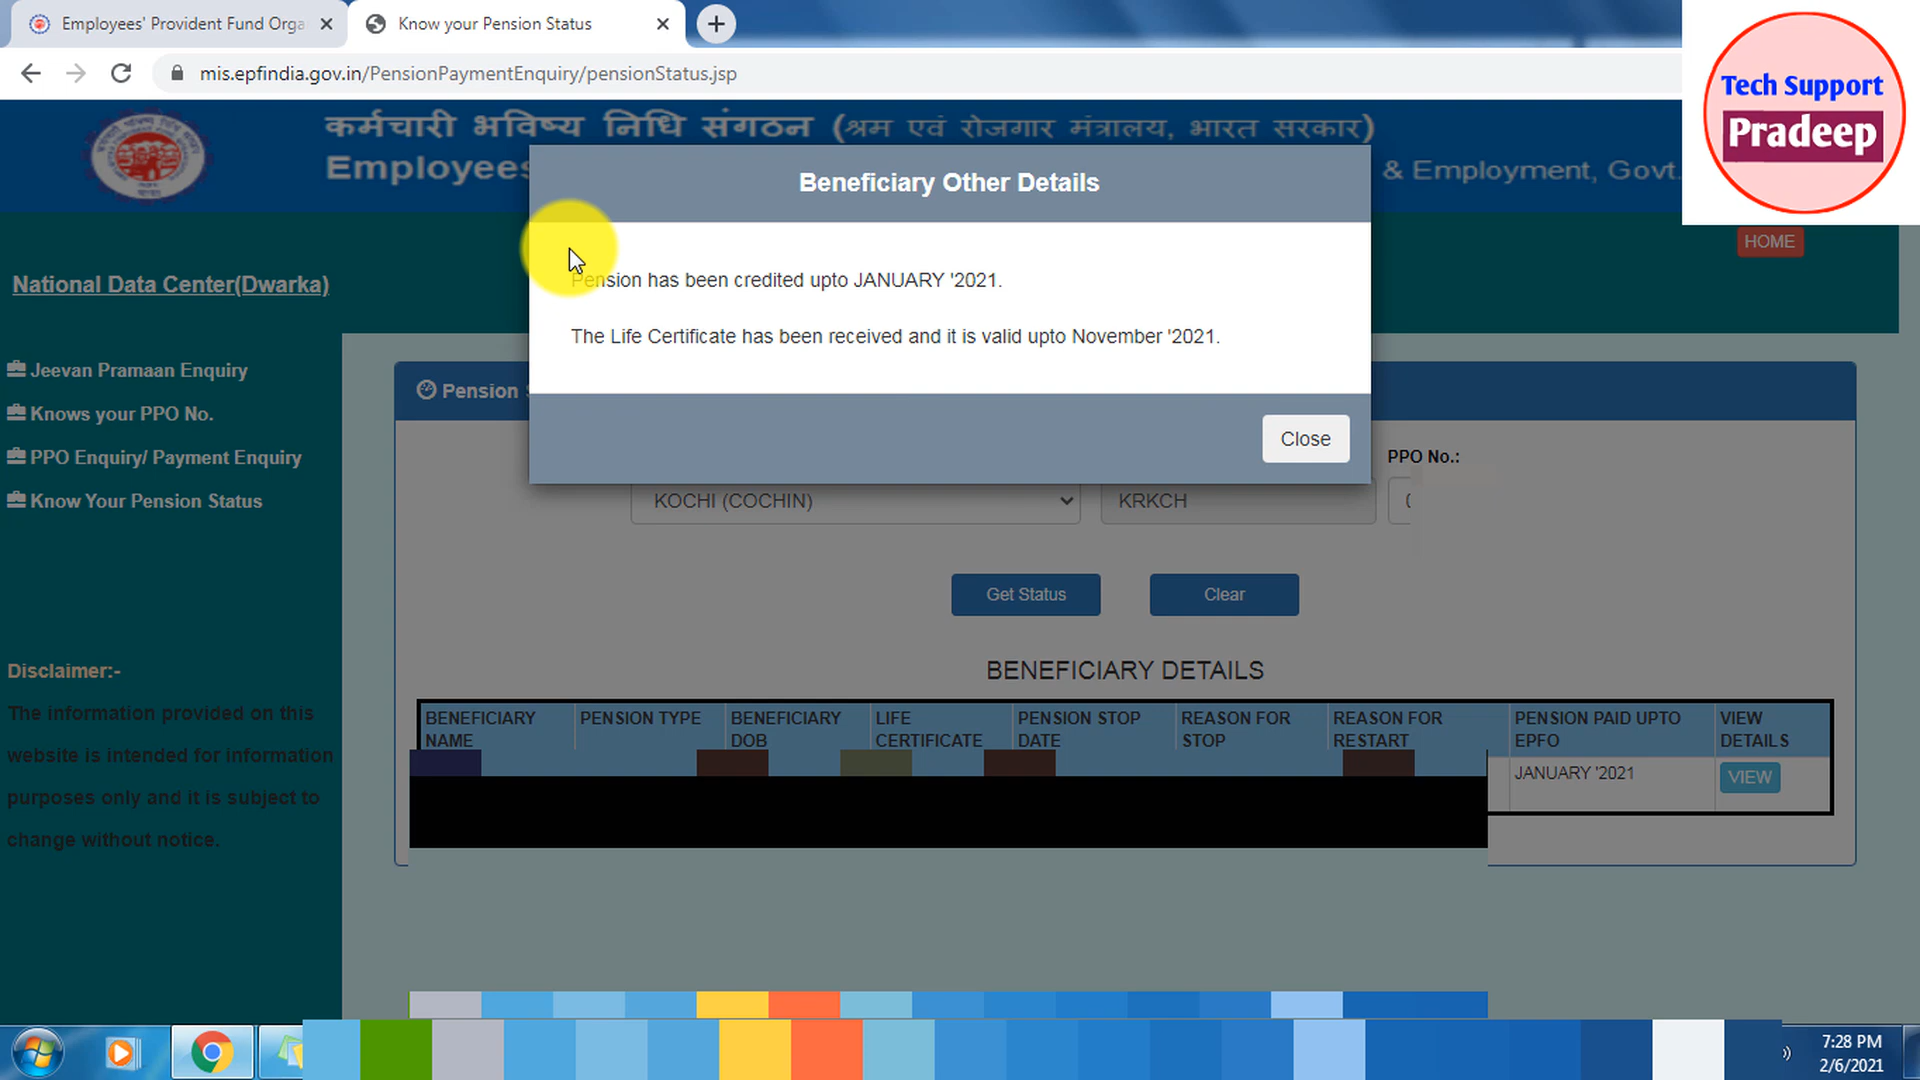 Employees' Provident Fund Orga
Know your Pension Status
mis.epfindia.gov.in/PensionPaymentEnquiry/pensionStatus.jsp
Tech Support
Pradeep
कर्मचारी भविष्य निधि संगठन (श्रम एवं रोजगार मंत्रालय, भारत सरकार)
Employees
& Employment, Govt.
Beneficiary Other Details
HOME
Pension has been credited upto JANUARY '2021.
The Life Certificate has been received and it is valid upto November '2021.
Close
National Data Center(Dwarka)
Jeevan Pramaan Enquiry
Knows your PPO No.
PPO Enquiry/ Payment Enquiry
Know Your Pension Status
Pension
PPO No.:
KOCHI (COCHIN)
KRKCH
Get Status
Clear
Disclaimer:-
The information provided on this
website is intended for information
purposes only and it is subject to
change without notice.
BENEFICIARY DETAILS
BENEFICIARY NAME
PENSION TYPE
BENEFICIARY DOB
LIFE CERTIFICATE
PENSION STOP DATE
REASON FOR STOP
REASON FOR RESTART
PENSION PAID UPTO EPFO
VIEW DETAILS
JANUARY '2021
VIEW
7:28 PM
2/6/2021